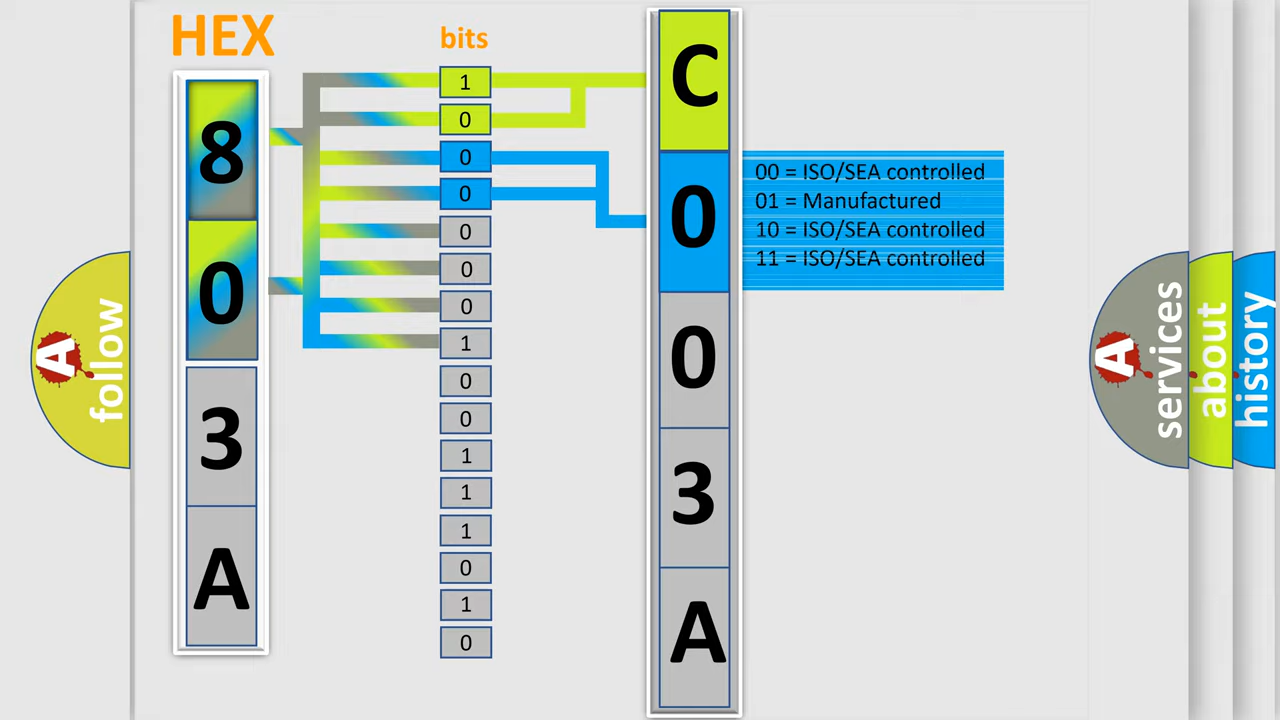 HEX
bits
8
0
3
A
1
0
0
0
0
0
0
1
0
0
1
1
1
0
1
0
C
0
0
3
A
00 = ISO/SEA controlled
01 = Manufactured
10 = ISO/SEA controlled
11 = ISO/SEA controlled
A
follow
A
services
about
history